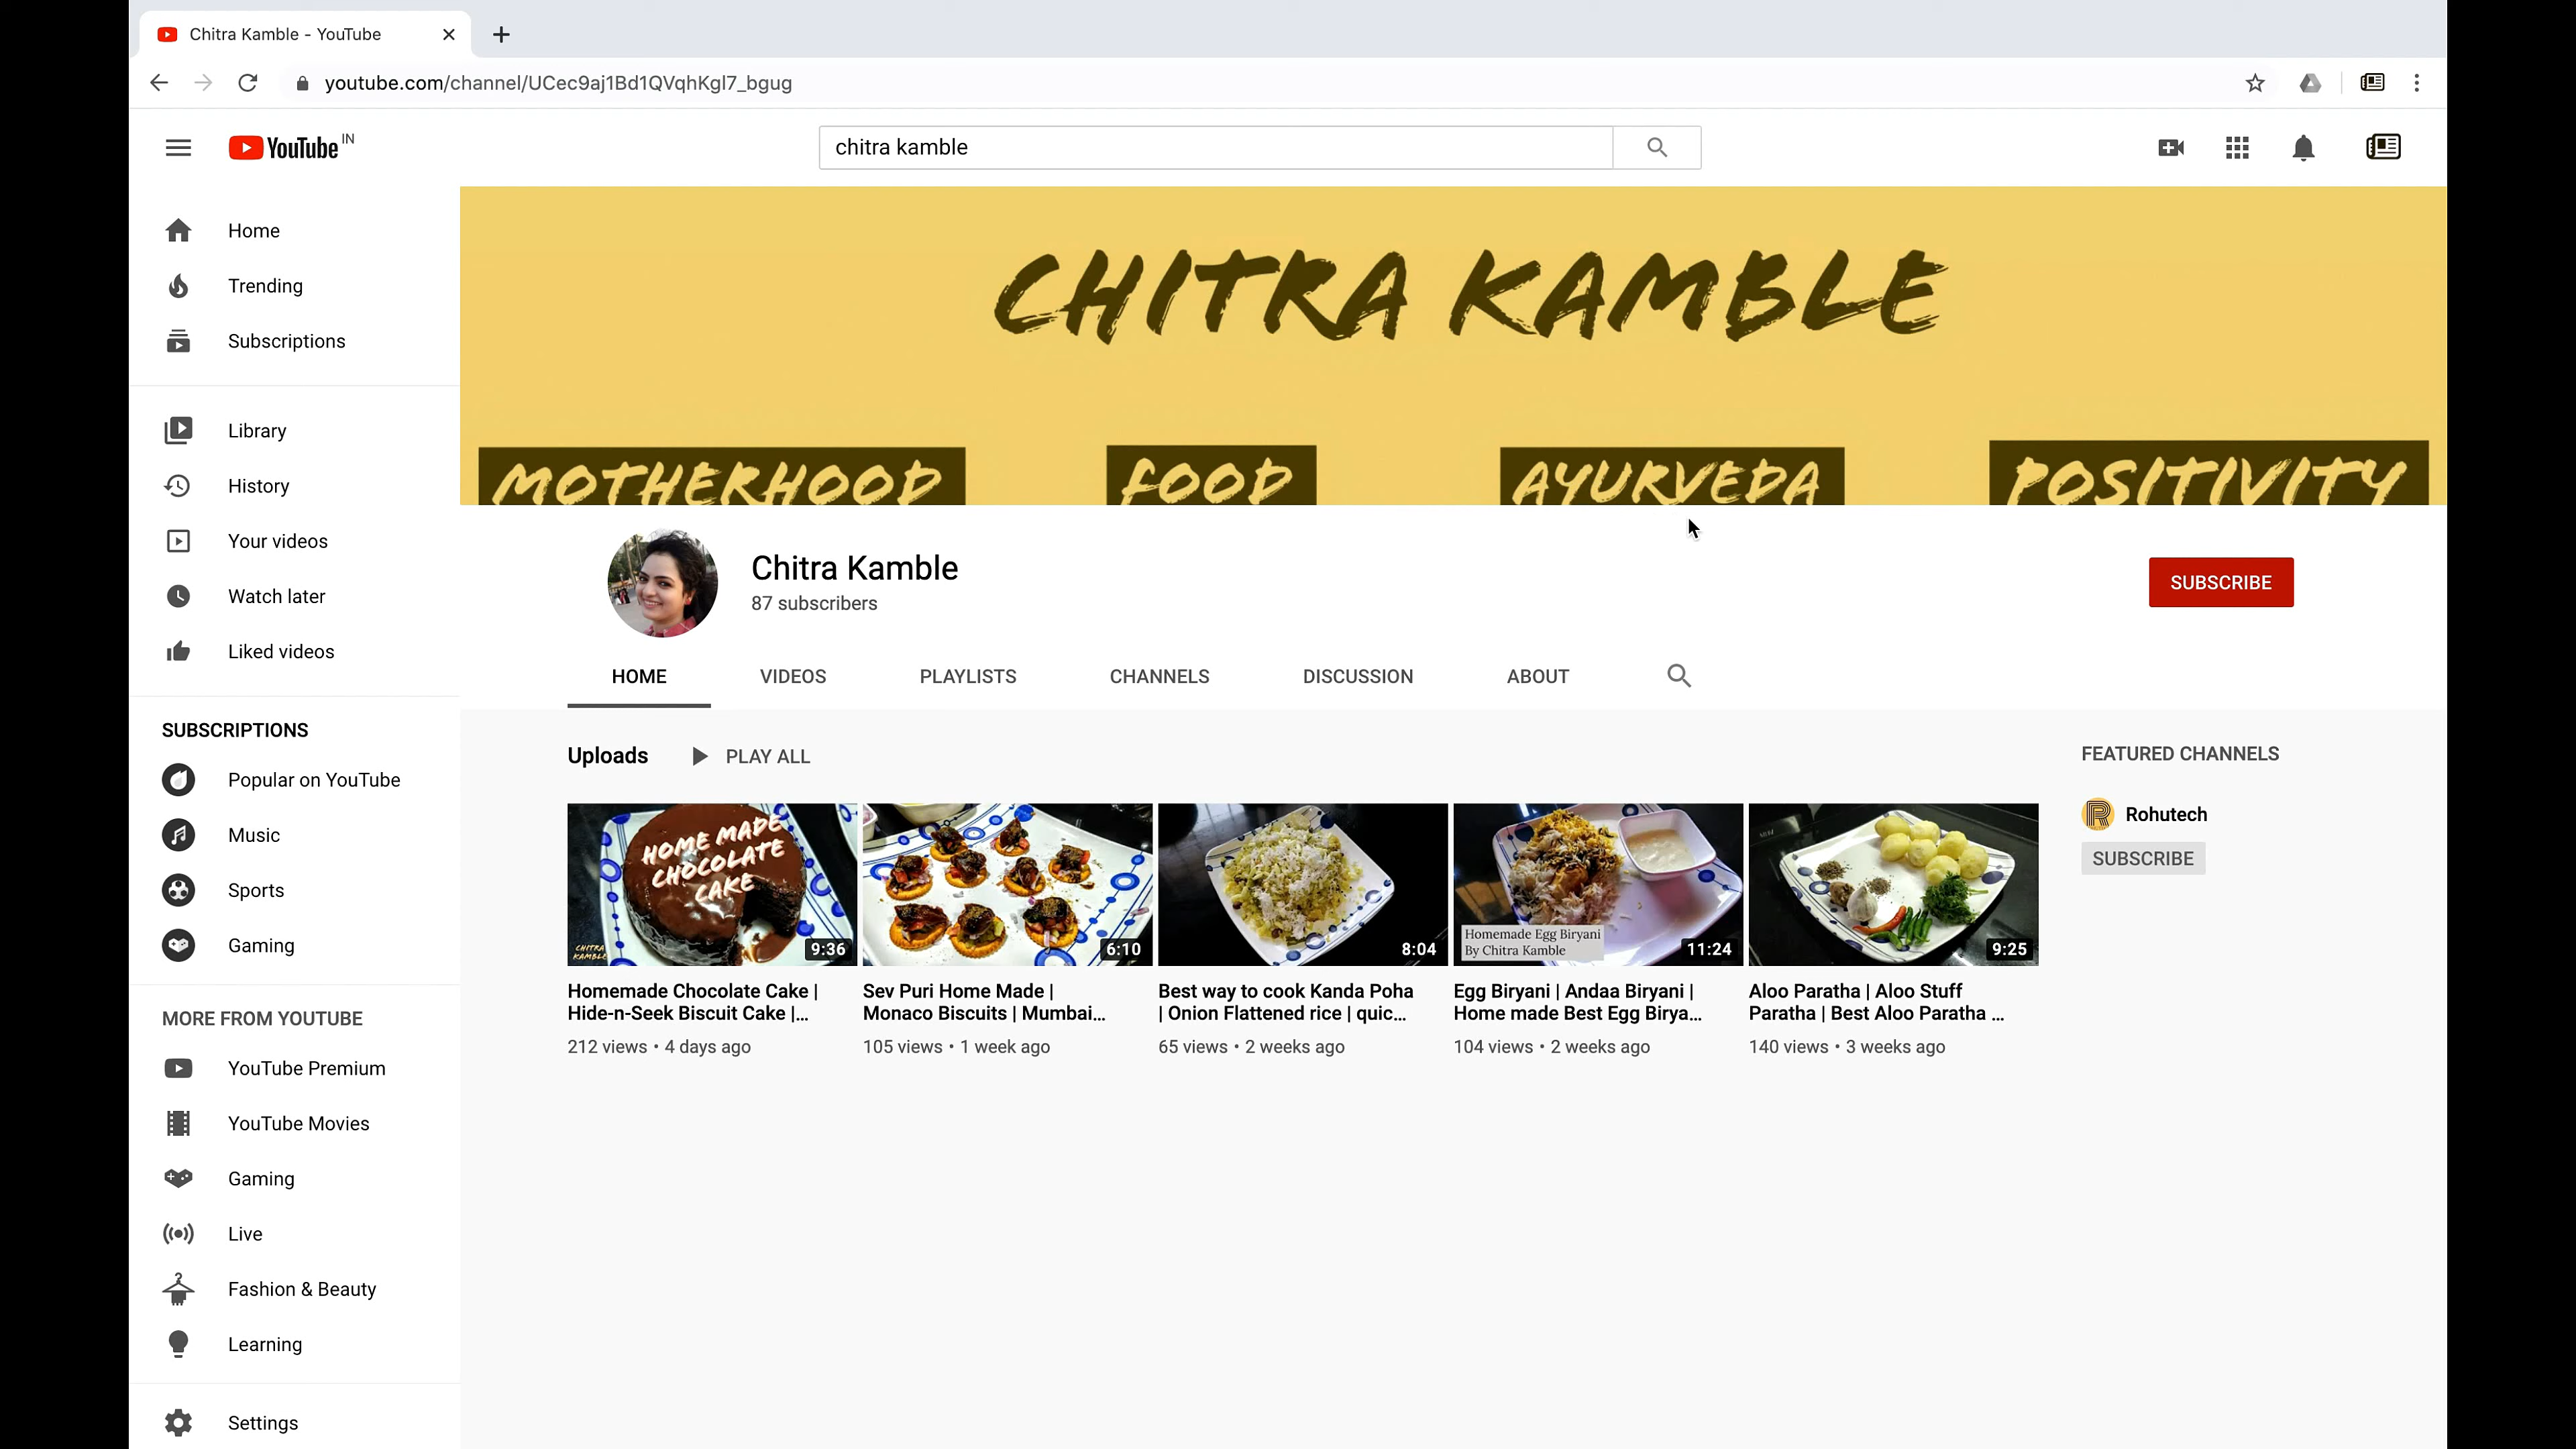 Chitra Kamble - YouTube
youtube.com/channel/UCec9aj1Bd1QVqhKgl7_bgug
YouTube IN
chitra kamble
Home
Trending
Subscriptions
Library
History
Your videos
Watch later
Liked videos
SUBSCRIPTIONS
Popular on YouTube
Music
Sports
Gaming
MORE FROM YOUTUBE
YouTube Premium
YouTube Movies
Gaming
Live
Fashion & Beauty
Learning
Settings
CHITRA KAMBLE
MOTHERHOOD FOOD AYURVEDA POSITIVITY
Chitra Kamble
87 subscribers
SUBSCRIBE
HOME VIDEOS PLAYLISTS CHANNELS DISCUSSION ABOUT
Uploads PLAY ALL
HOME MADE
CHOCOLATE
CAKE
CHITRA
KAMBLE
9:36
Homemade Chocolate Cake |
Hide-n-Seek Biscuit Cake |...
212 views • 4 days ago
6:10
Sev Puri Home Made |
Monaco Biscuits | Mumbai...
105 views • 1 week ago
8:04
Best way to cook Kanda Poha
| Onion Flattened rice | quic...
65 views • 2 weeks ago
Homemade Egg Biryani
By Chitra Kamble
11:24
Egg Biryani | Andaa Biryani |
Home made Best Egg Birya...
104 views • 2 weeks ago
9:25
Aloo Paratha | Aloo Stuff
Paratha | Best Aloo Paratha ...
140 views • 3 weeks ago
FEATURED CHANNELS
Rohutech
SUBSCRIBE